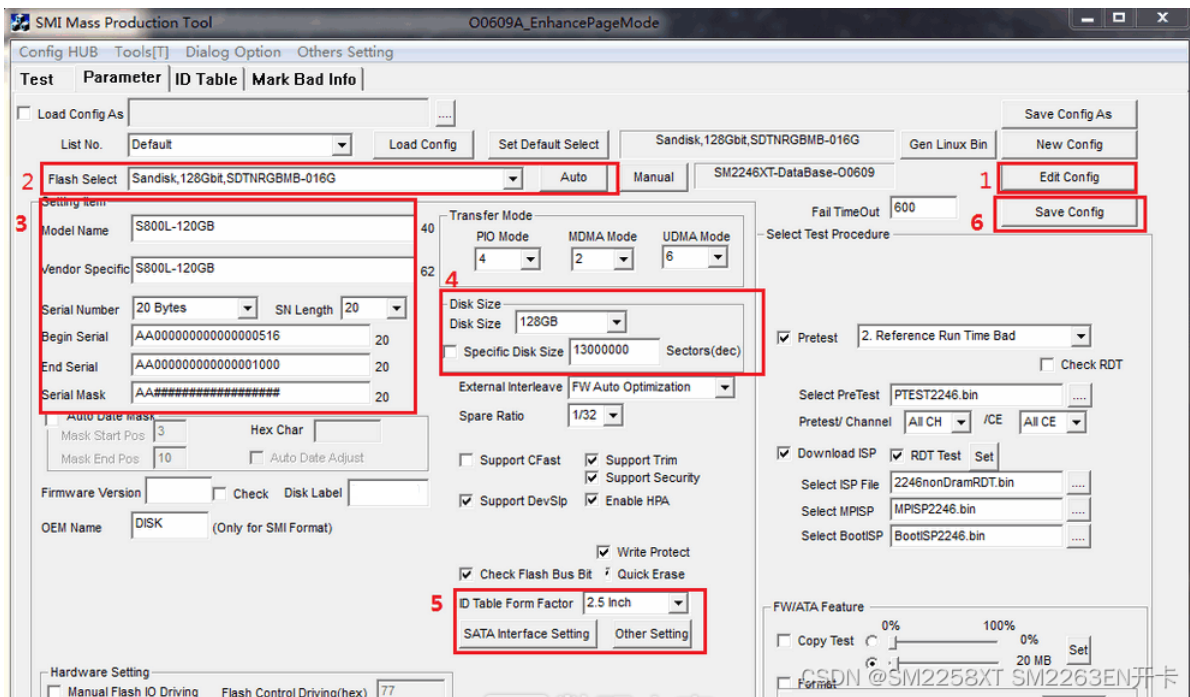 SMI Mass Production Tool O0609A_EnhancePageMode
Config HUB Tools[T] Dialog Option Others Setting
Test Parameter ID Table Mark Bad Info
Load Config As .... Save Config As
List No. Default Load Config Set Default Select Sandisk,128Gbit,SDTNRGBMB-016G Gen Linux Bin New Config
2 Flash Select Sandisk,128Gbit,SDTNRGBMB-016G Auto Manual SM2246XT-DataBase-O0609 1 Edit Config
Fail TimeOut 600 6 Save Config
3 Setting Item
Model Name S800L-120GB 40
Vendor Specific S800L-120GB 62
Serial Number 20 Bytes SN Length 20
Begin Serial AA000000000000000516 20
End Serial AA000000000000001000 20
Serial Mask AA################## 20
Auto Date Mask
Mask Start Pos 3 Hex Char
Mask End Pos 10 Auto Date Adjust
Firmware Version Check Disk Label
OEM Name DISK (Only for SMI Format)
Transfer Mode
PIO Mode MDMA Mode UDMA Mode
4 2 6
4
Disk Size
Disk Size 128GB
Specific Disk Size 13000000 Sectors(dec)
External Interleave FW Auto Optimization
Spare Ratio 1/32
Support CFast Support Trim
Support Security
Support DevSlp Enable HPA
Write Protect
Check Flash Bus Bit Quick Erase
5 ID Table Form Factor 2.5 Inch
SATA Interface Setting Other Setting
Select Test Procedure
Pretest 2. Reference Run Time Bad
Check RDT
Select PreTest PTEST2246.bin ....
Pretest/ Channel All CH /CE All CE
Download ISP RDT Test Set
Select ISP File 2246nonDramRDT.bin ....
Select MPISP MPISP2246.bin ....
Select BootISP BootISP2246.bin ....
FW/ATA Feature
0% 100%
Copy Test 0% Set
20 MB
Format
Hardware Setting
Manual Flash IO Driving Flash Control Driving(hex) 77
CSDN @SM2258XT SM2263EN开卡